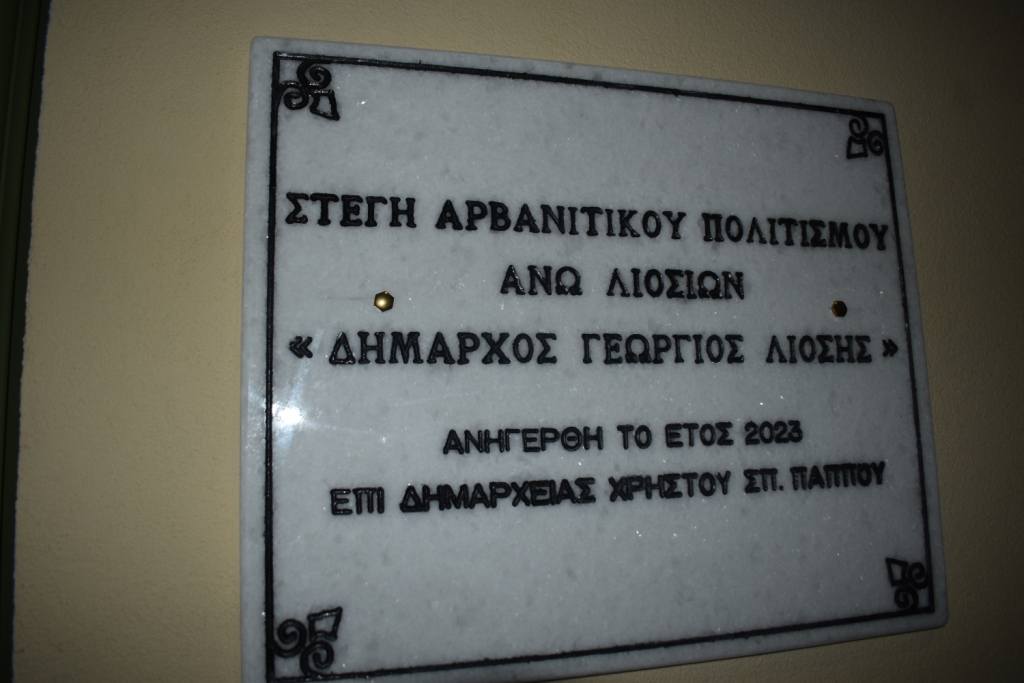 ΣΤΕΓΗ ΑΡΒΑΝΙΤΙΚΟΥ ΠΟΛΙΤΙΣΜΟΥ
ΑΝΩ ΛΙΟΣΙΩΝ
« ΔΗΜΑΡΧΟΣ ΓΕΩΡΓΙΟΣ ΛΙΟΣΗΣ »
ΑΝΗΓΕΡΘΗ ΤΟ ΕΤΟΣ 2023
ΕΠΙ ΔΗΜΑΡΧΕΙΑΣ ΧΡΗΣΤΟΥ ΣΠ. ΠΑΠΠΟΥ